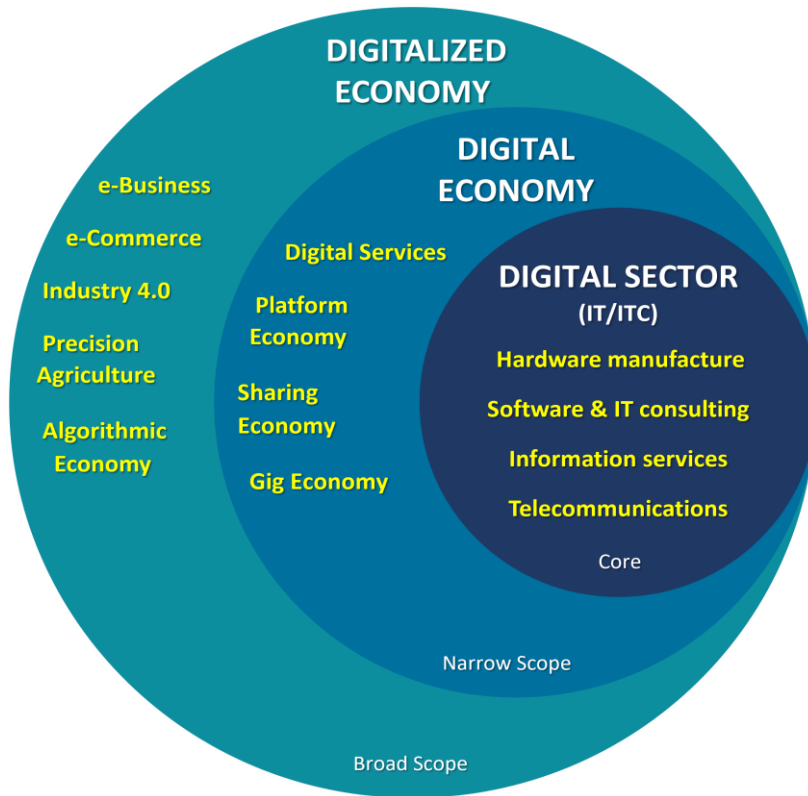 DIGITALIZED
ECONOMY
e-Business
e-Commerce
Industry 4.0
Precision
Agriculture
Algorithmic
Economy
Broad Scope
DIGITAL
ECONOMY
Digital Services
Platform
Economy
Sharing
Economy
Gig Economy
Narrow Scope
DIGITAL SECTOR
(IT/ITC)
Hardware manufacture
Software & IT consulting
Information services
Telecommunications
Core